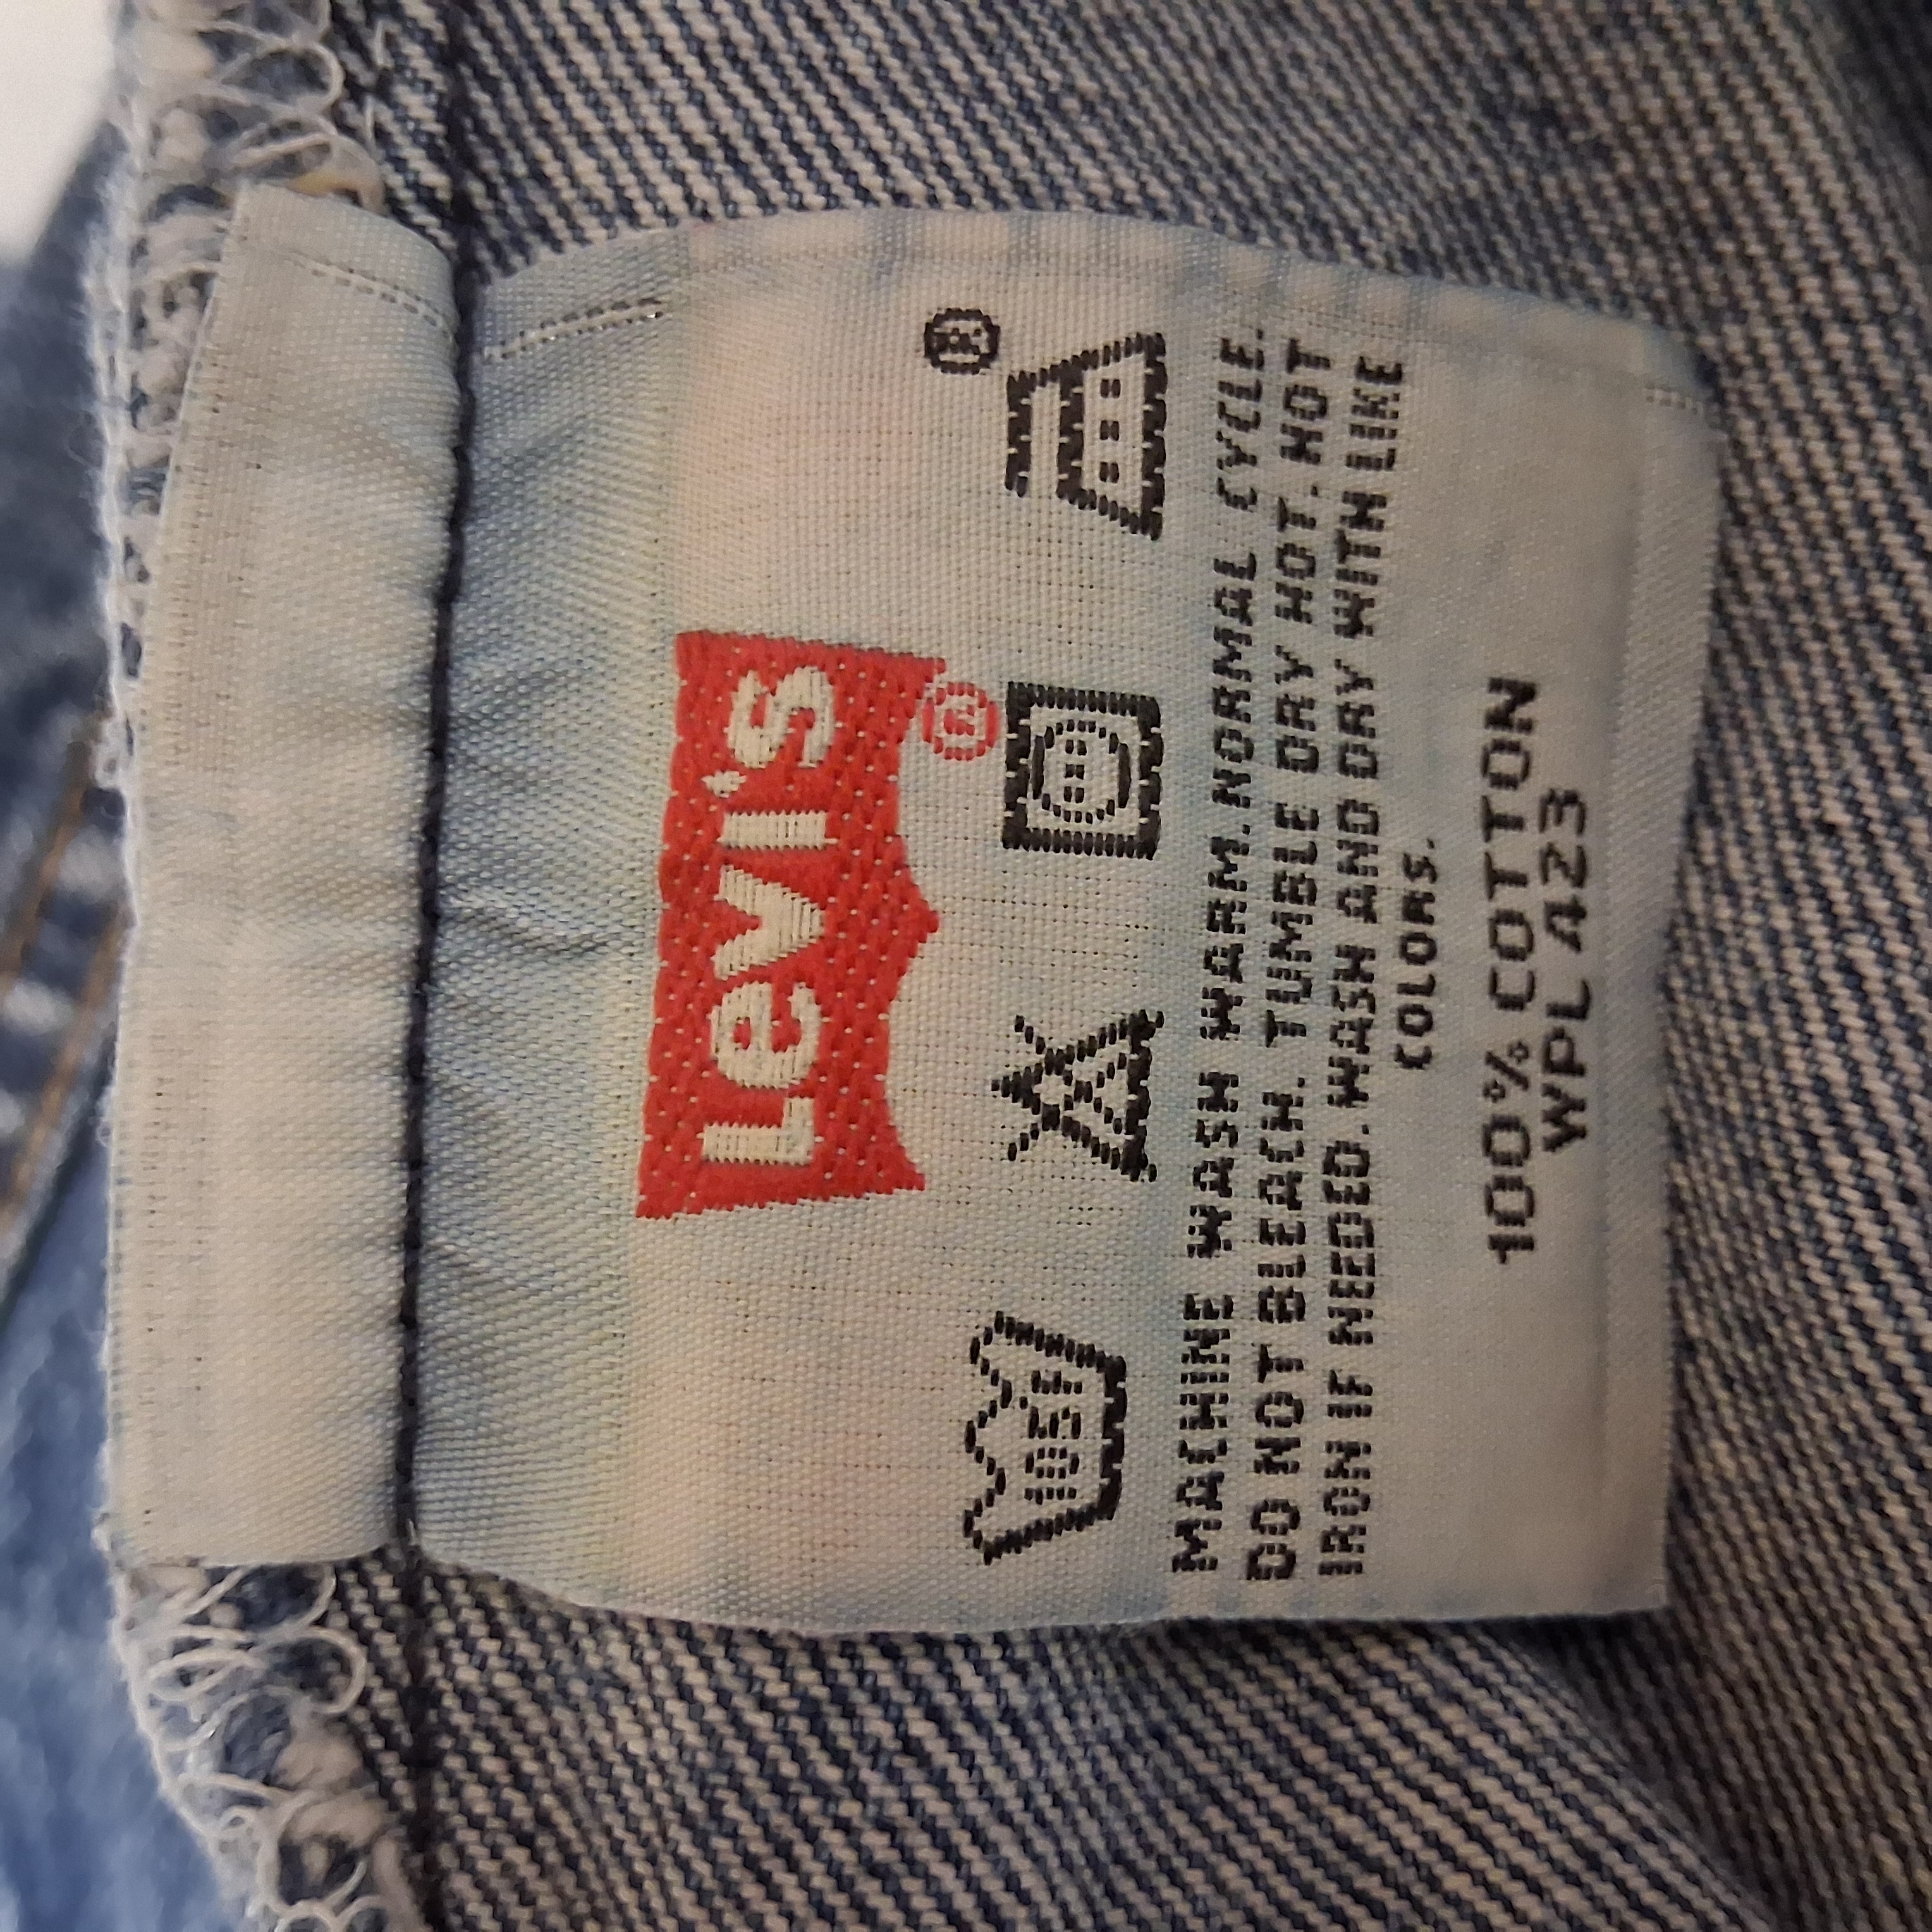 Levi's®
®
105F
MACHINE WASH WARM. NORMAL CYCLE.
DO NOT BLEACH. TUMBLE DRY HOT. HOT
IRON IF NEEDED. WASH AND DRY WITH LIKE
COLORS.
100% COTTON
WPL 423